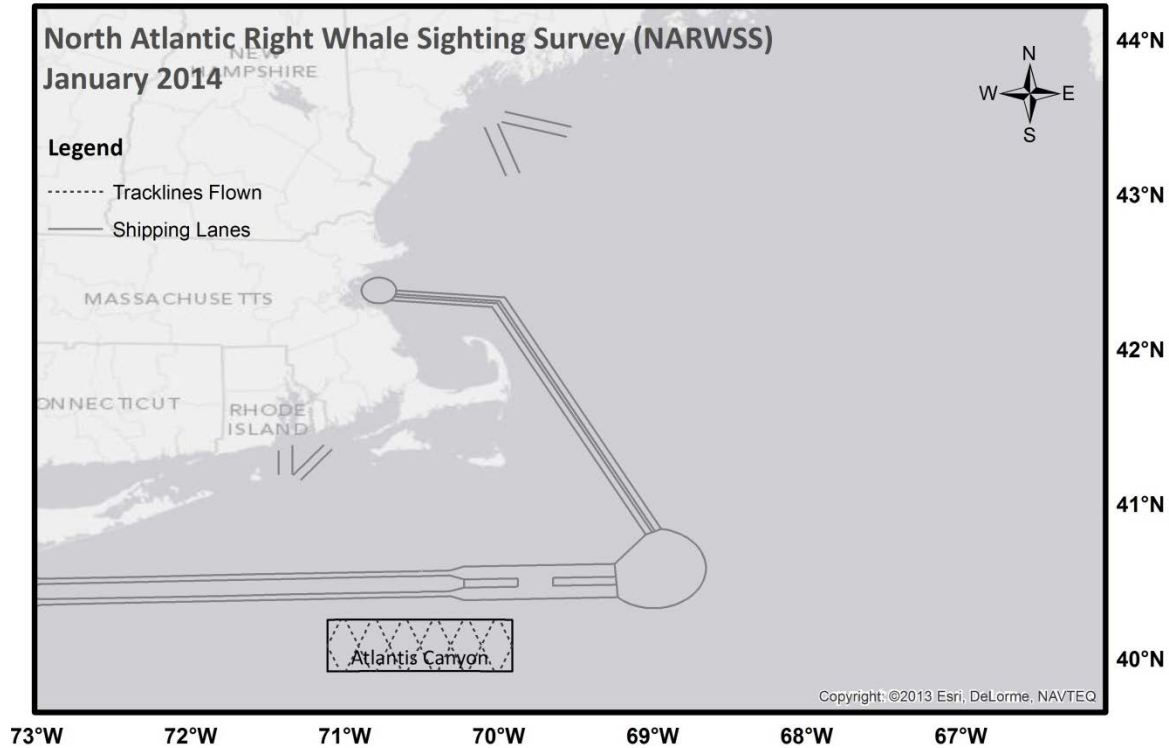 North Atlantic Right Whale Sighting Survey (NARWSS)
January 2014
NEW
HAMPSHIRE
N
W E
S
44°N
Legend
Tracklines Flown
Shipping Lanes
43°N
MASSACHUSETTS
42°N
ONNECTICUT
RHODE
ISLAND
41°N
Atlantis Canyon
40°N
Copyright: ©2013 Esri, DeLorme, NAVTEQ
73°W 72°W 71°W 70°W 69°W 68°W 67°W